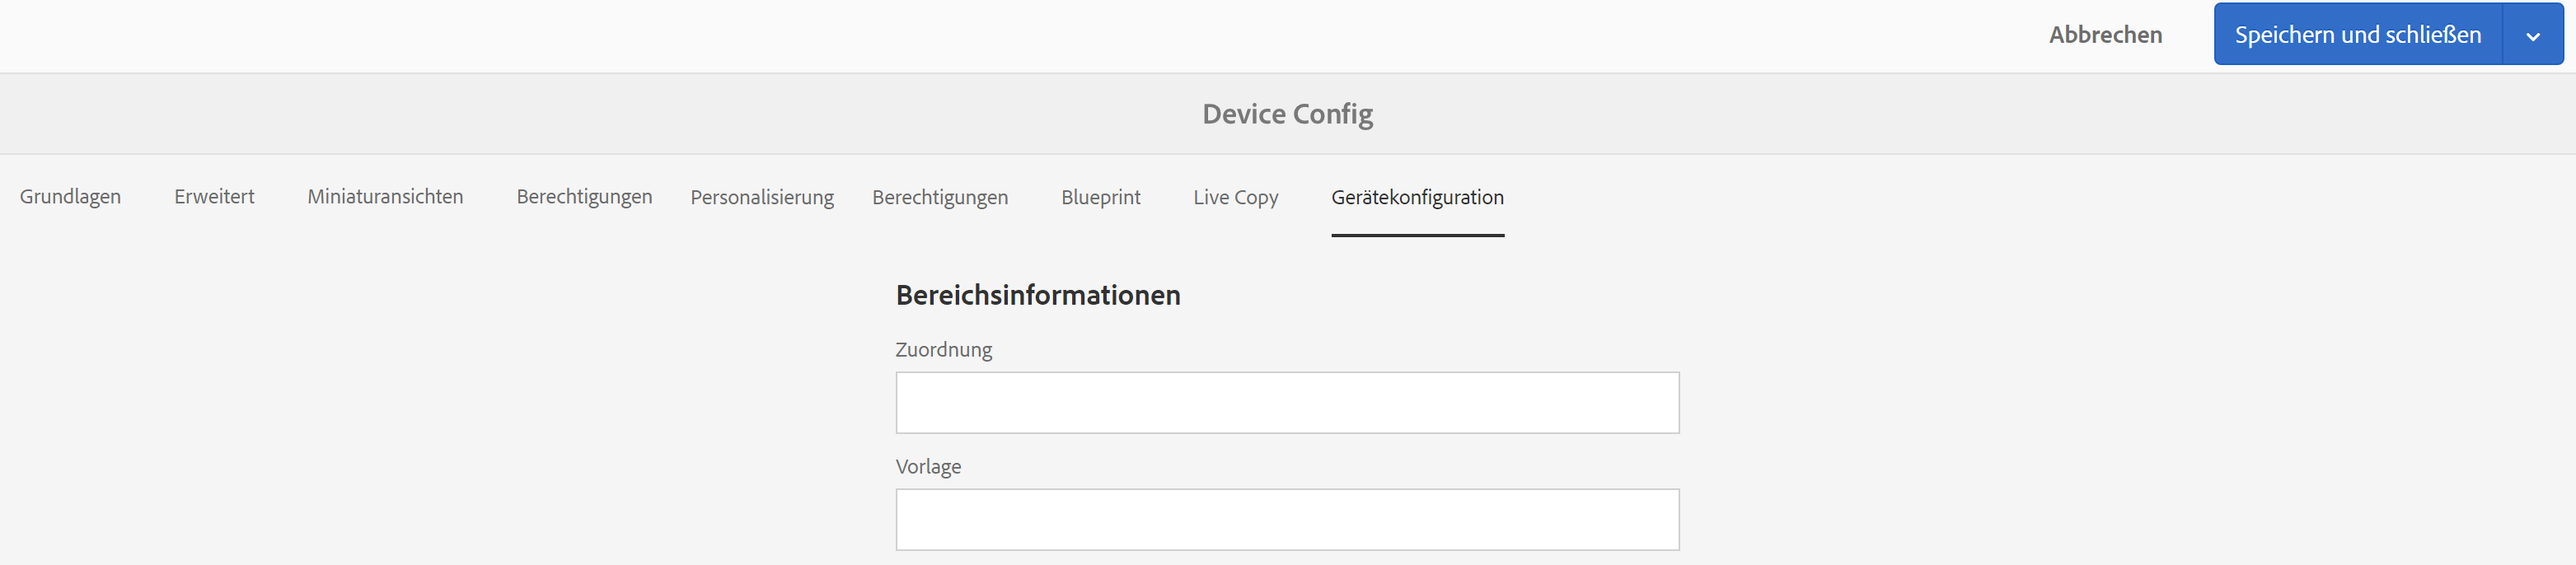 Abbrechen Speichern und schließen
Device Config
Grundlagen Erweitert Miniaturansichten Berechtigungen Personalisierung Berechtigungen Blueprint Live Copy Gerätekonfiguration
Bereichsinformationen
Zuordnung
Vorlage